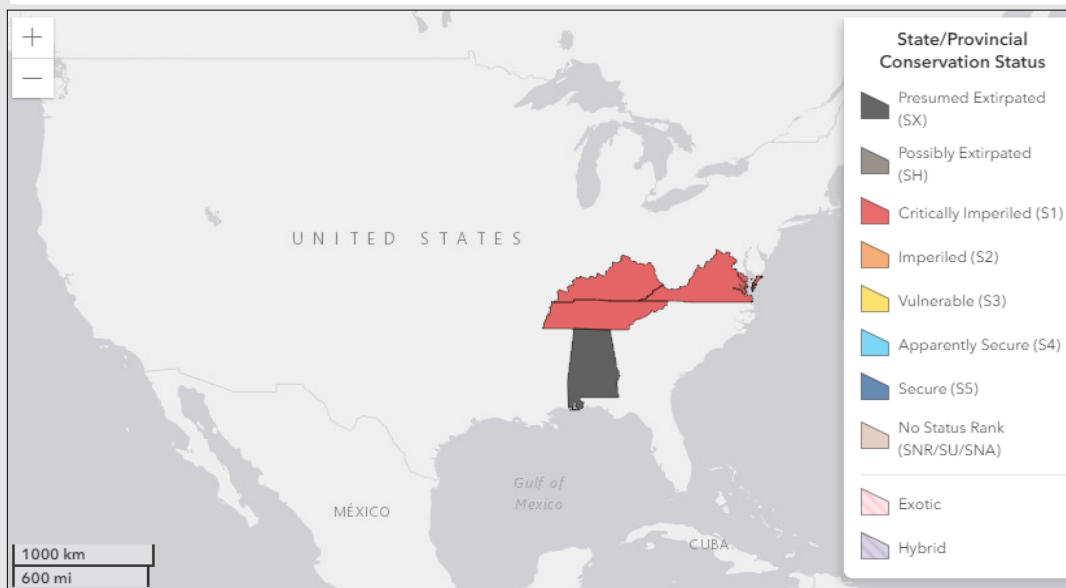 +
−
State/Provincial
Conservation Status
Presumed Extirpated
(SX)
Possibly Extirpated
(SH)
Critically Imperiled (S1)
Imperiled (S2)
Vulnerable (S3)
Apparently Secure (S4)
Secure (S5)
No Status Rank
(SNR/SU/SNA)
Exotic
Hybrid
UNITED STATES
Gulf of
Mexico
MÉXICO
CUBA
1000 km
600 mi